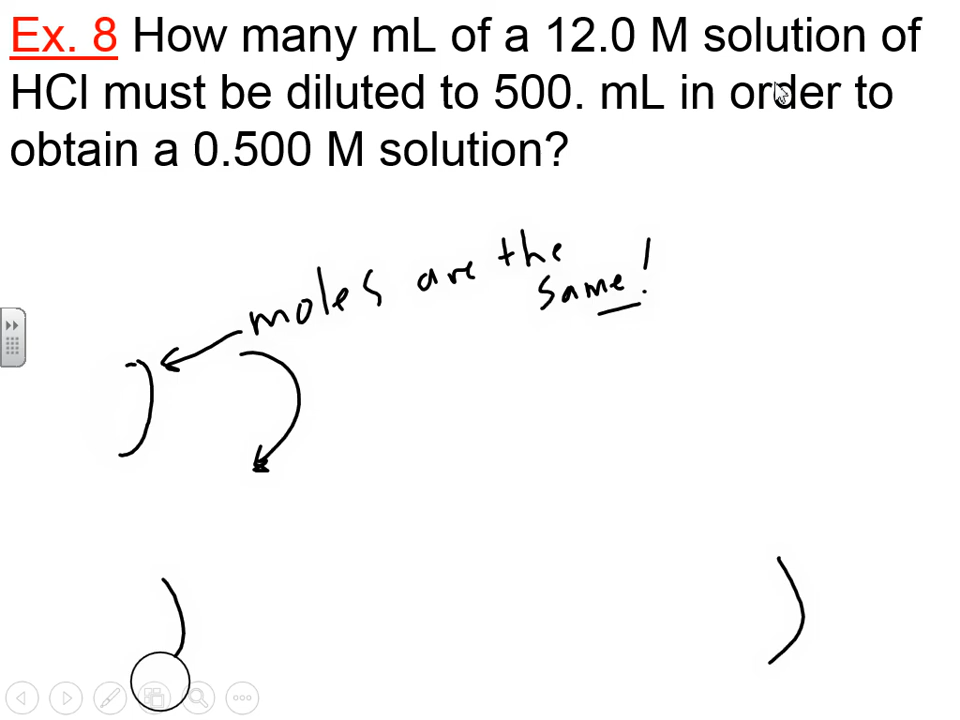 Ex. 8 How many mL of a 12.0 M solution of
HCl must be diluted to 500. mL in order to
obtain a 0.500 M solution?
moles are the
same!